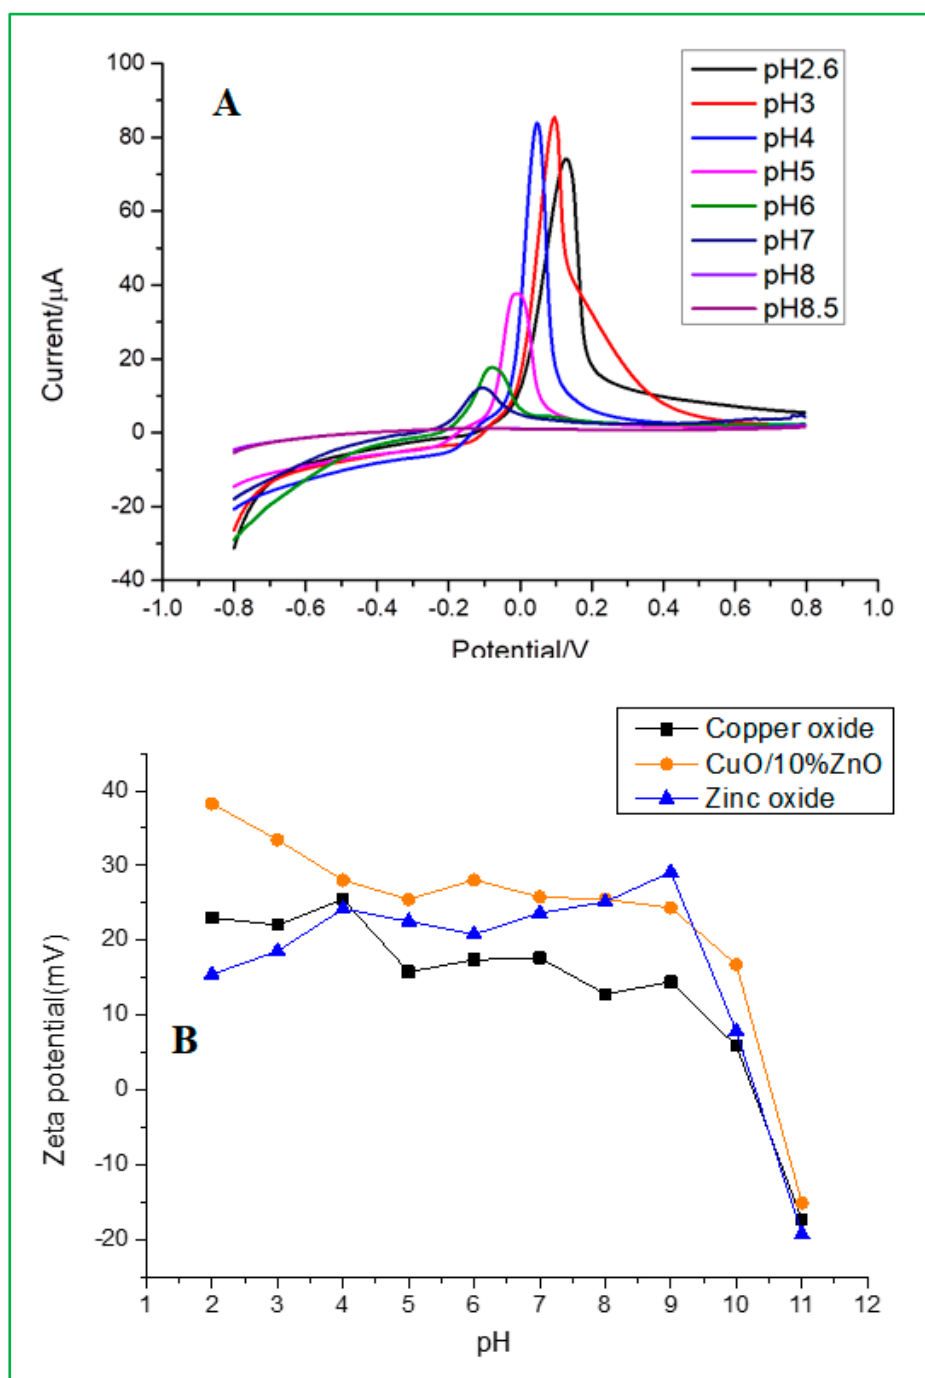 A
100
80
60
40
20
0
-20
-40
Current/μA
-1.0 -0.8 -0.6 -0.4 -0.2 0.0 0.2 0.4 0.6 0.8 1.0
Potential/V
pH2.6
pH3
pH4
pH5
pH6
pH7
pH8
pH8.5
Copper oxide
CuO/10%ZnO
Zinc oxide
B
40
30
20
10
0
-10
-20
Zeta potential(mV)
1 2 3 4 5 6 7 8 9 10 11 12
pH